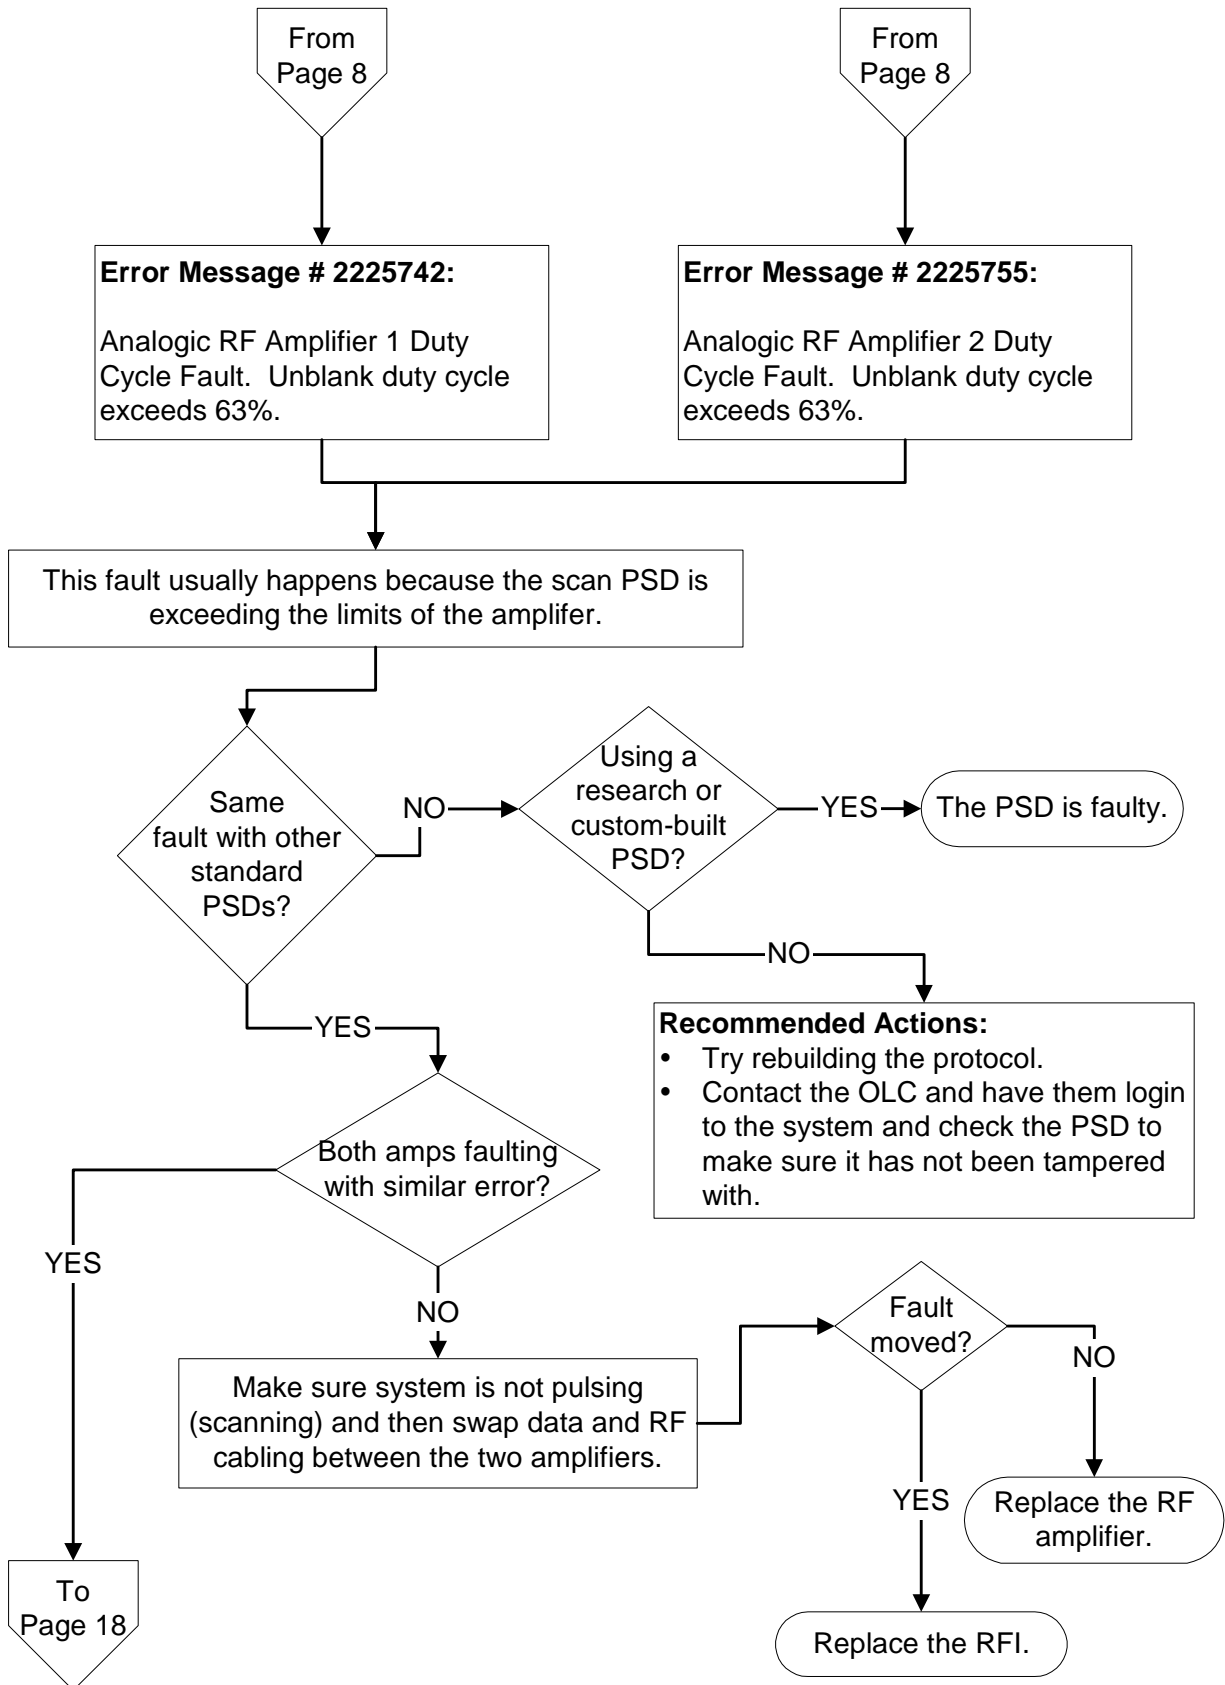 From
Page 8
From
Page 8
Error Message # 2225742:
Analogic RF Amplifier 1 Duty
Cycle Fault.  Unblank duty cycle
exceeds 63%.
Error Message # 2225755:
Analogic RF Amplifier 2 Duty
Cycle Fault.  Unblank duty cycle
exceeds 63%.
This fault usually happens because the scan PSD is
exceeding the limits of the amplifer.
Same
fault with other
standard
PSDs?
NO
Using a
research or
custom-built
PSD?
YES
The PSD is faulty.
NO
Recommended Actions:
• Try rebuilding the protocol.
• Contact the OLC and have them login
to the system and check the PSD to
make sure it has not been tampered
with.
YES
Both amps faulting
with similar error?
YES
NO
Make sure system is not pulsing
(scanning) and then swap data and RF
cabling between the two amplifiers.
Fault
moved?
NO
YES
Replace the RF
amplifier.
Replace the RFI.
To
Page 18